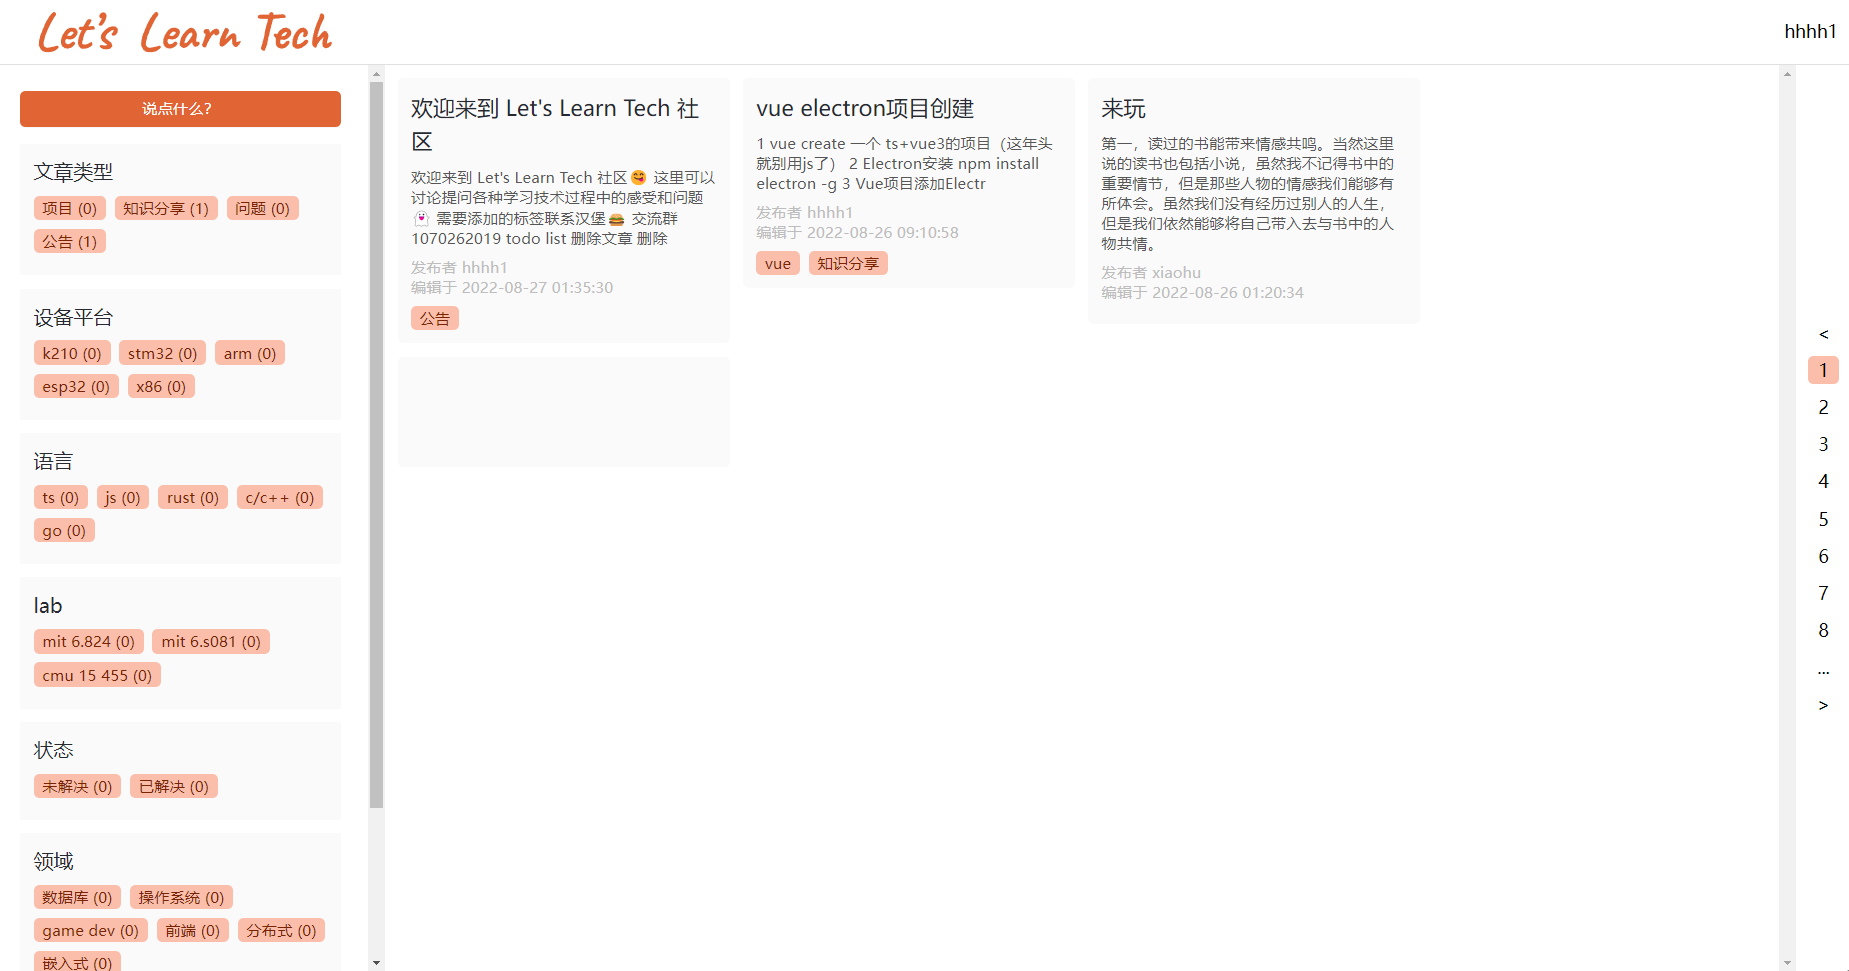 Let's Learn Tech
hhhh1
说点什么?
文章类型
项目 (0) 知识分享 (1) 问题 (0)
公告 (1)
设备平台
k210 (0) stm32 (0) arm (0)
esp32 (0) x86 (0)
语言
ts (0) js (0) rust (0) c/c++ (0)
go (0)
lab
mit 6.824 (0) mit 6.s081 (0)
cmu 15 455 (0)
状态
未解决 (0) 已解决 (0)
领域
数据库 (0) 操作系统 (0)
game dev (0) 前端 (0) 分布式 (0)
嵌入式 (0)
欢迎来到 Let's Learn Tech 社
区
欢迎来到 Let's Learn Tech 社区😋 这里可以
讨论提问各种学习技术过程中的感受和问题
👻 需要添加的标签联系汉堡🍔 交流群
1070262019 todo list 删除文章 删除
发布者 hhhh1
编辑于 2022-08-27 01:35:30
公告
vue electron项目创建
1 vue create 一个 ts+vue3的项目（这年头
就别用js了） 2 Electron安装 npm install
electron -g 3 Vue项目添加Electr
发布者 hhhh1
编辑于 2022-08-26 09:10:58
vue 知识分享
来玩
第一，读过的书能带来情感共鸣。当然这里
说的读书也包括小说，虽然我不记得书中的
重要情节，但是那些人物的情感我们能够有
所体会。虽然我们没有经历过别人的人生，
但是我们依然能够将自己带入去与书中的人
物共情。
发布者 xiaohu
编辑于 2022-08-26 01:20:34
<
1
2
3
4
5
6
7
8
...
>